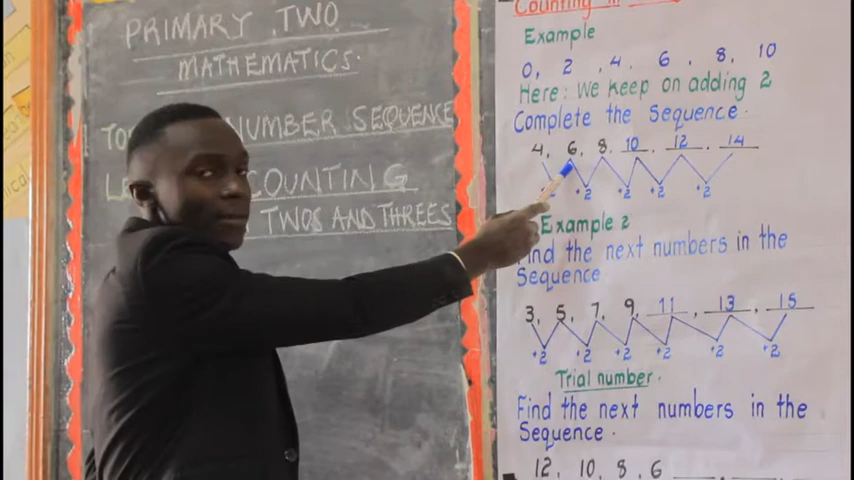 PRIMARY TWO
MATHEMATICS.
NUMBER SEQUENCE
COUNTING
TWOS AND THREES
Counting in
Example
0, 2, 4, 6, 8, 10
Here: We keep on adding 2
Complete the Sequence.
4, 6, 8, 10, 12, 14
+2 +2 +2 +2
Example 2
Find the next numbers in the
Sequence
3, 5, 7, 9, 11, 13, 15
+2 +2 +2 +2 +2 +2
Trial number.
Find the next numbers in the
Sequence.
12, 10, 8, 6